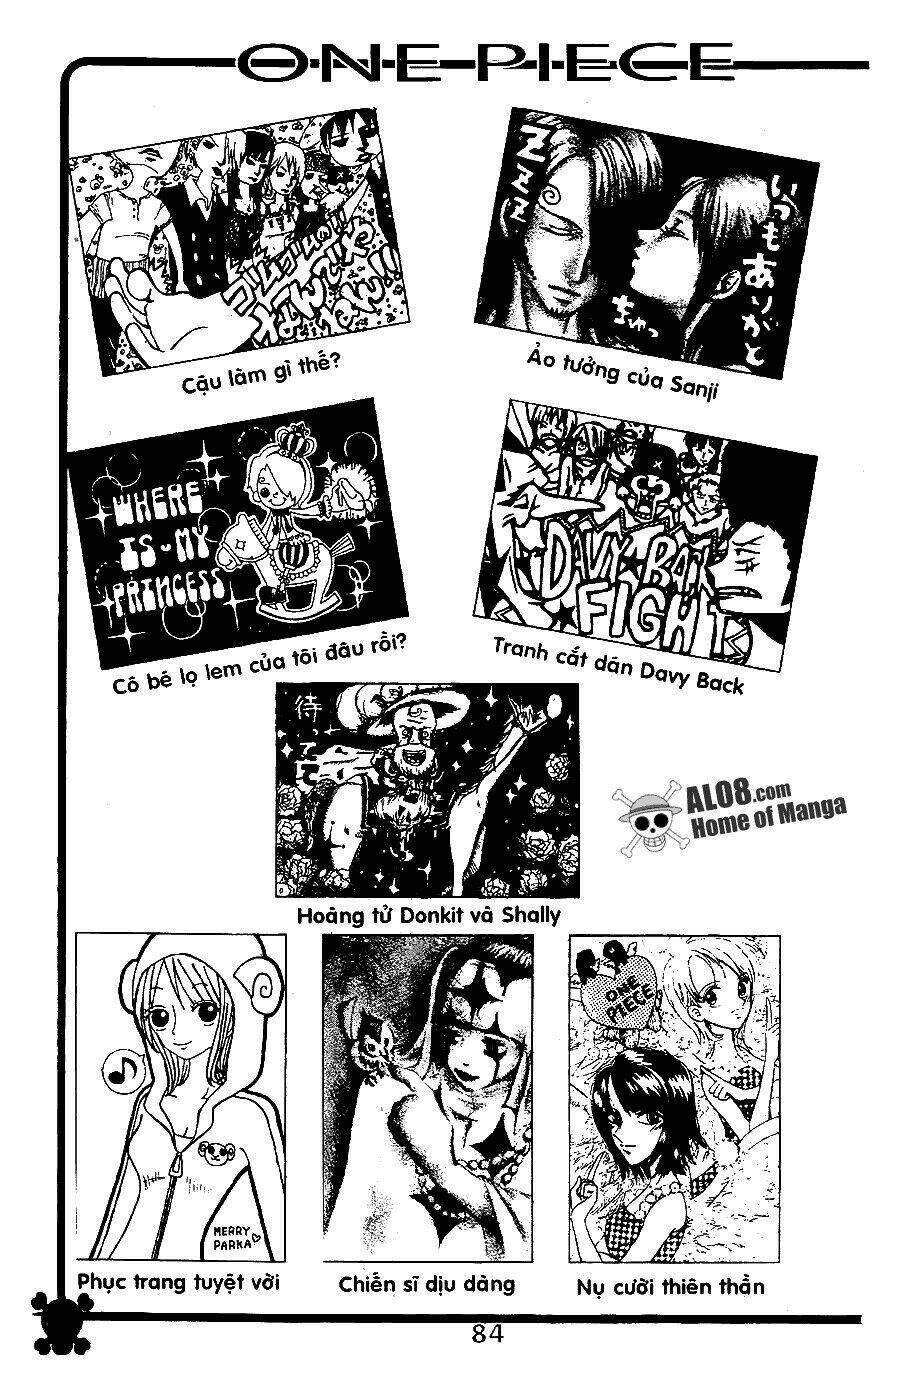 ONE PIECE
Cậu làm gì thế?
いつもありがと
ちゅっ
Ảo tưởng của Sanji
WHERE
IS MY
PRINCESS
Cô bé lọ lem của tôi đâu rồi?
DAVY BACK
FIGHT
Tranh cắt dán Davy Back
待
AL08.com
Home of Manga
Hoàng tử Donkit và Shally
MERRY
PARKA
Phục trang tuyệt vời
Chiến sĩ dịu dàng
ONE
PIECE
Nụ cười thiên thần
84